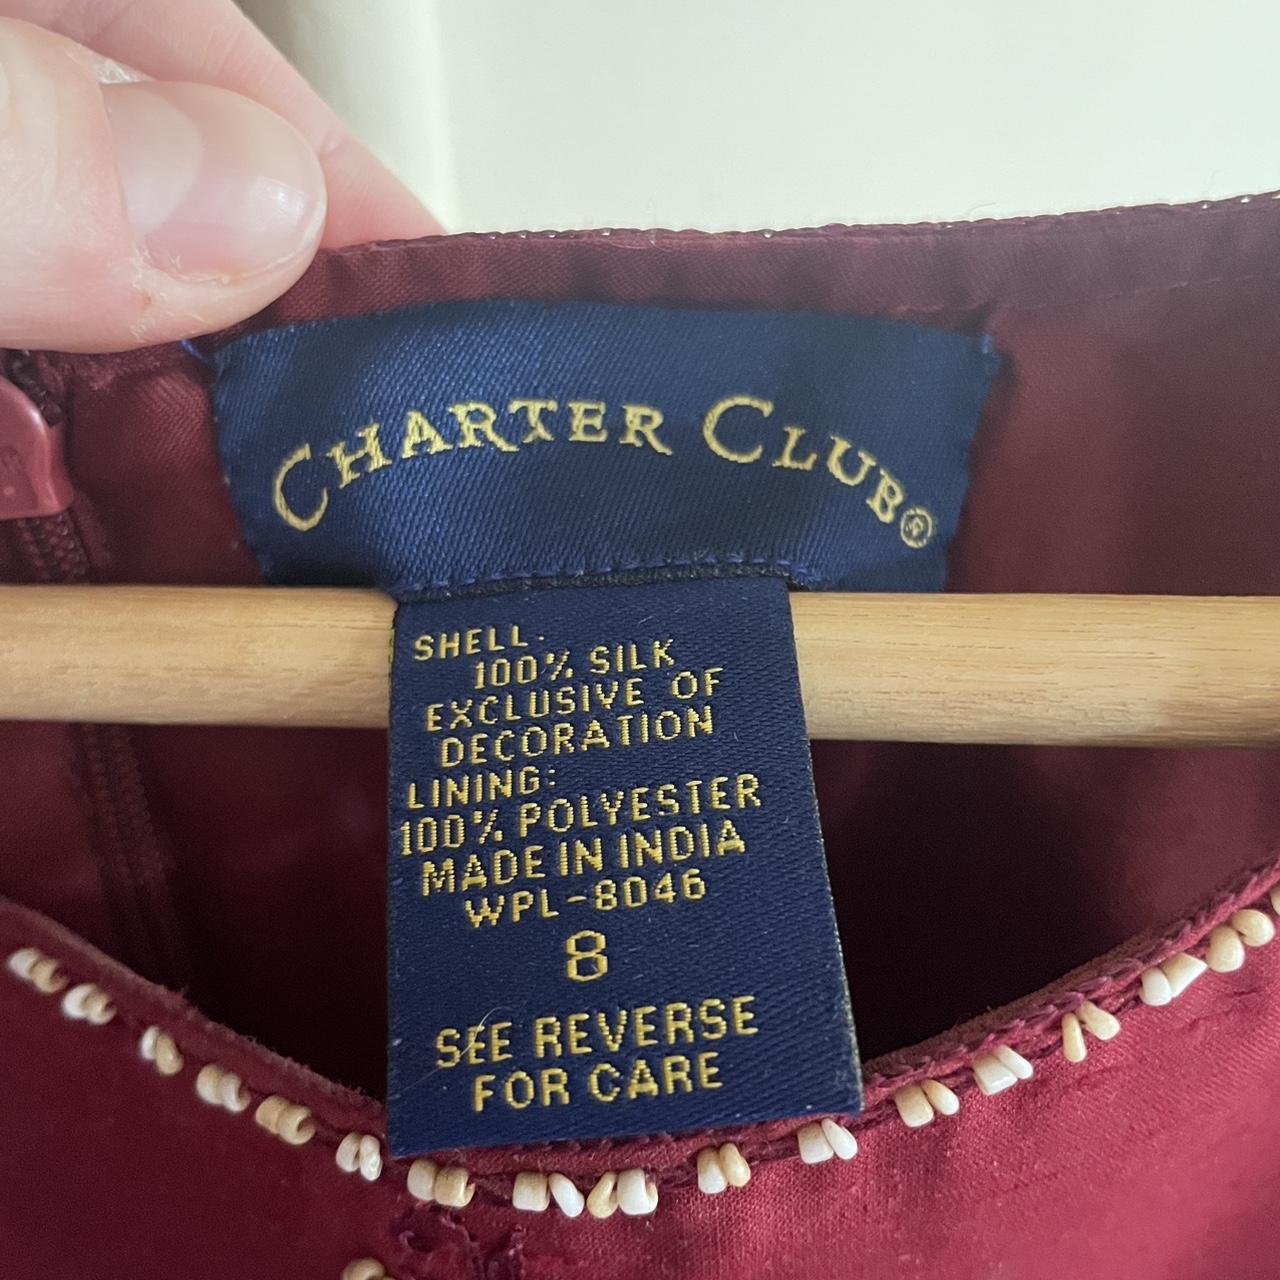 CHARTER CLUB®
SHELL:
100% SILK
EXCLUSIVE OF
DECORATION
LINING:
100% POLYESTER
MADE IN INDIA
WPL-8046
8
SEE REVERSE
FOR CARE